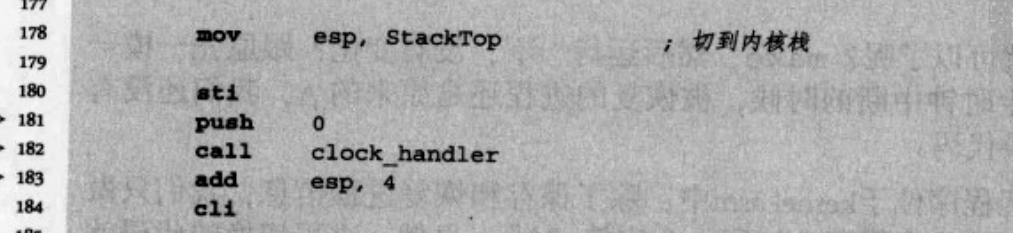 177
178 mov esp, StackTop ; 切到内核栈
179
180 sti
181 push 0
182 call clock_handler
183 add esp, 4
184 cli